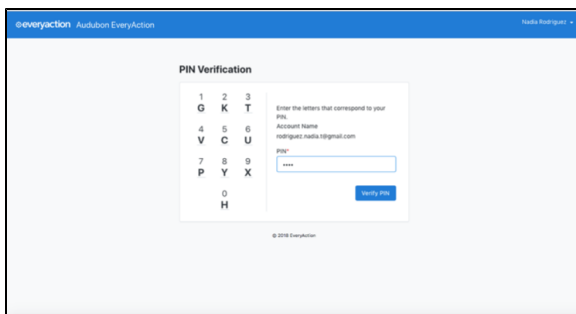 everyaction Audubon EveryAction
Nadia Rodriguez
PIN Verification
1 2 3
G K T
4 5 6
V C U
7 8 9
P Y X
0
H
Enter the letters that correspond to your
PIN.
Account Name
rodriguez.nadia.t@gmail.com
PIN*
••••
Verify PIN
© 2016 EveryAction